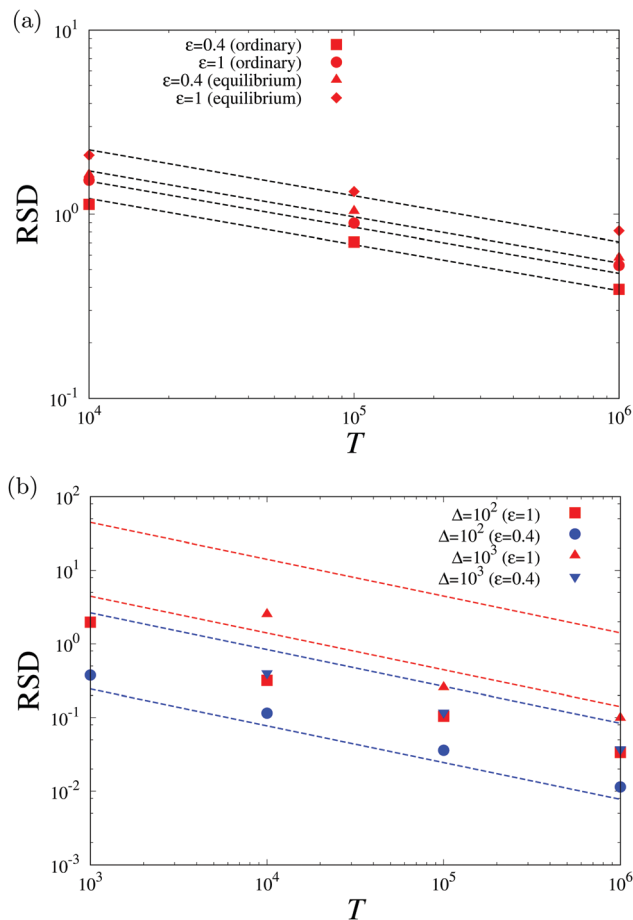 (a)
10^1
ε=0.4 (ordinary)
ε=1 (ordinary)
ε=0.4 (equilibrium)
ε=1 (equilibrium)
RSD
10^0
10^-1
10^4
10^5
10^6
T
(b)
10^2
Δ=10^2 (ε=1)
Δ=10^2 (ε=0.4)
Δ=10^3 (ε=1)
Δ=10^3 (ε=0.4)
10^1
10^0
RSD
10^-1
10^-2
10^-3
10^3
10^4
10^5
10^6
T